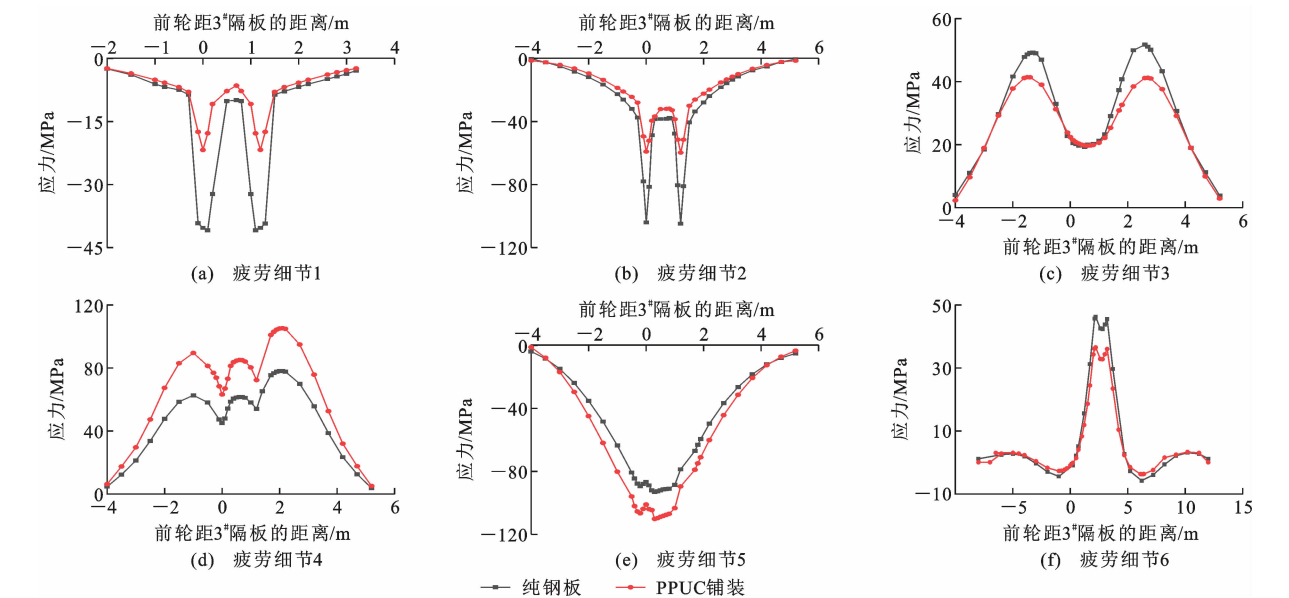 前轮距3#隔板的距离/m
−2 −1 0 1 2 3 4
0
−15
−30
−45
应力/MPa
(a) 疲劳细节1
前轮距3#隔板的距离/m
−4 −2 0 2 4 6
0
−40
−80
−120
应力/MPa
(b) 疲劳细节2
60
40
20
0
应力/MPa
−4 −2 0 2 4 6
前轮距3#隔板的距离/m
(c) 疲劳细节3
120
80
40
0
应力/MPa
−4 −2 0 2 4 6
前轮距3#隔板的距离/m
(d) 疲劳细节4
前轮距3#隔板的距离/m
−4 −2 0 2 4 6
0
−40
−80
−120
应力/MPa
(e) 疲劳细节5
50
30
10
−10
应力/MPa
−5 0 5 10 15
前轮距3#隔板的距离/m
(f) 疲劳细节6
纯钢板 PPUC铺装